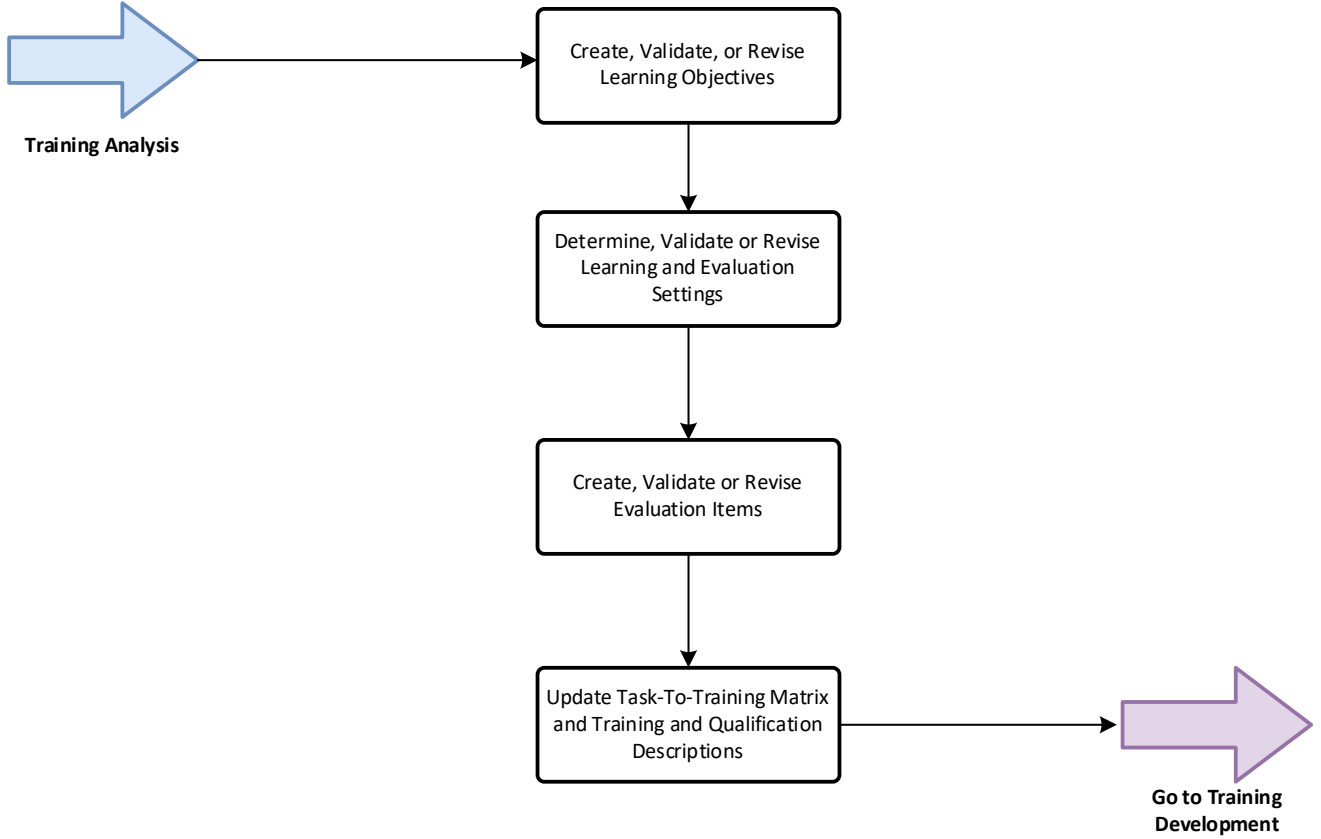 Create, Validate, or Revise
Learning Objectives
Training Analysis
Determine, Validate or Revise
Learning and Evaluation
Settings
Create, Validate or Revise
Evaluation Items
Update Task-To-Training Matrix
and Training and Qualification
Descriptions
Go to Training
Development